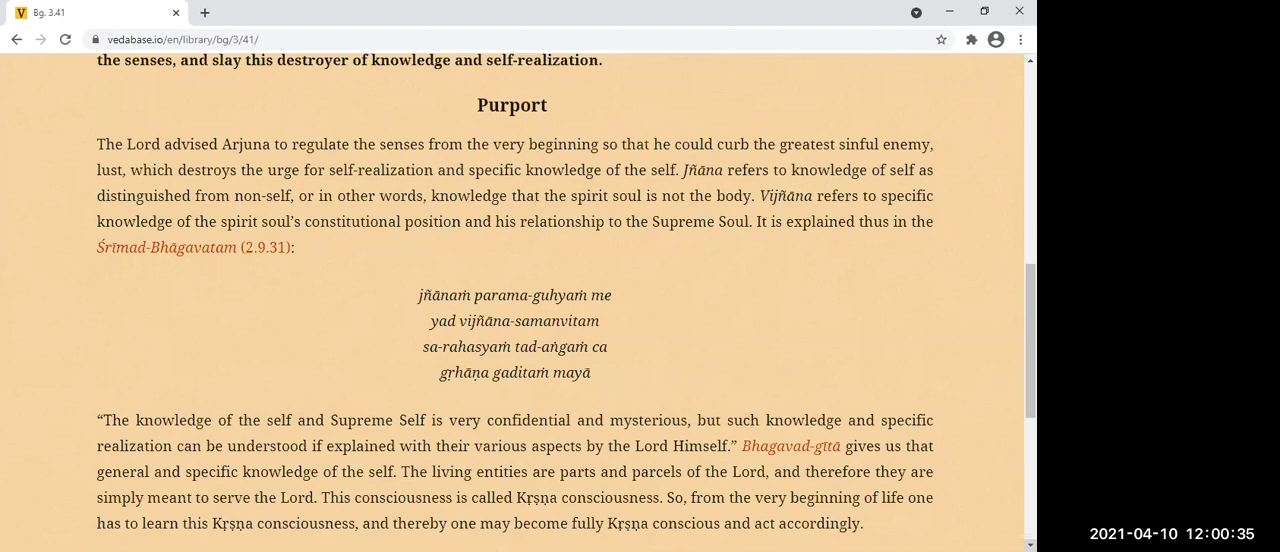 Bg. 3.41
vedabase.io/en/library/bg/3/41/
the senses, and slay this destroyer of knowledge and self-realization.
Purport
The Lord advised Arjuna to regulate the senses from the very beginning so that he could curb the greatest sinful enemy,
lust, which destroys the urge for self-realization and specific knowledge of the self. Jñāna refers to knowledge of self as
distinguished from non-self, or in other words, knowledge that the spirit soul is not the body. Vijñāna refers to specific
knowledge of the spirit soul’s constitutional position and his relationship to the Supreme Soul. It is explained thus in the
Śrīmad-Bhāgavatam (2.9.31):
jñānaṁ parama-guhyaṁ me
yad vijñāna-samanvitam
sa-rahasyaṁ tad-aṅgaṁ ca
gṛhāṇa gaditaṁ mayā
“The knowledge of the self and Supreme Self is very confidential and mysterious, but such knowledge and specific
realization can be understood if explained with their various aspects by the Lord Himself.” Bhagavad-gītā gives us that
general and specific knowledge of the self. The living entities are parts and parcels of the Lord, and therefore they are
simply meant to serve the Lord. This consciousness is called Kṛṣṇa consciousness. So, from the very beginning of life one
has to learn this Kṛṣṇa consciousness, and thereby one may become fully Kṛṣṇa conscious and act accordingly.
2021-04-10 12:00:35